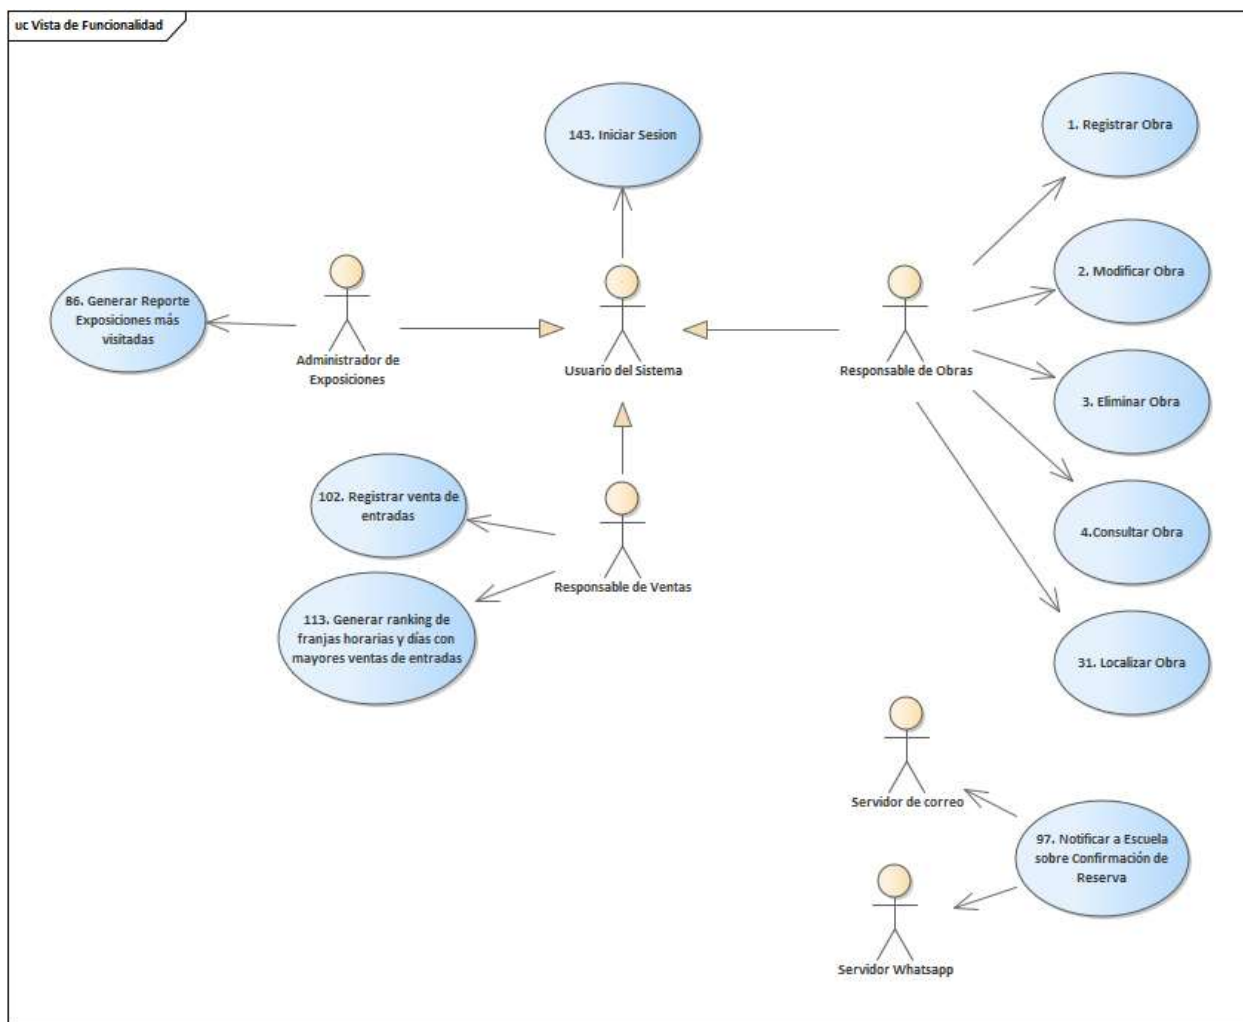 uc Vista de Funcionalidad
143. Iniciar Sesion
1. Registrar Obra
2. Modificar Obra
86. Generar Reporte
Exposiciones más
visitadas
Administrador de
Exposiciones
Usuario del Sistema
Responsable de Obras
3. Eliminar Obra
102. Registrar venta de
entradas
4.Consultar Obra
Responsable de Ventas
113. Generar ranking de
franjas horarias y días con
mayores ventas de entradas
31. Localizar Obra
Servidor de correo
97. Notificar a Escuela
sobre Confirmación de
Reserva
Servidor Whatsapp